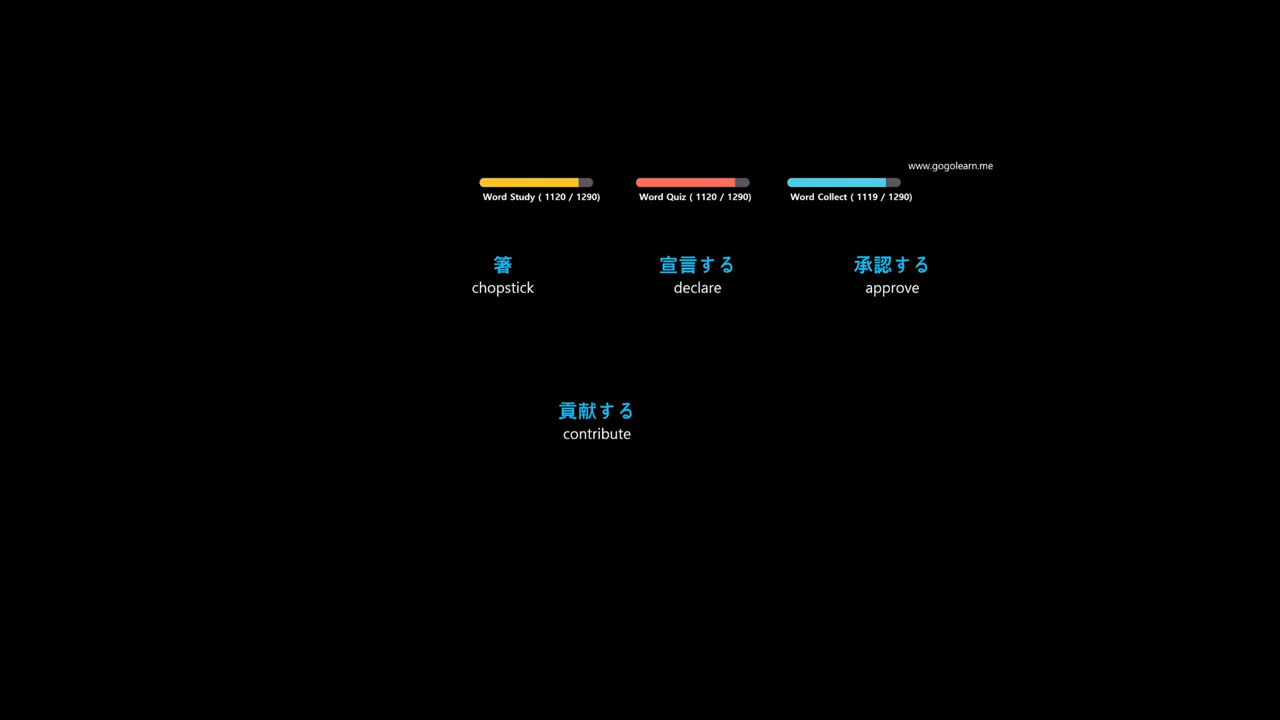 www.gogolearn.me
Word Study ( 1120 / 1290)
Word Quiz ( 1120 / 1290)
Word Collect ( 1119 / 1290)
箸
chopstick
宣言する
declare
承認する
approve
貢献する
contribute